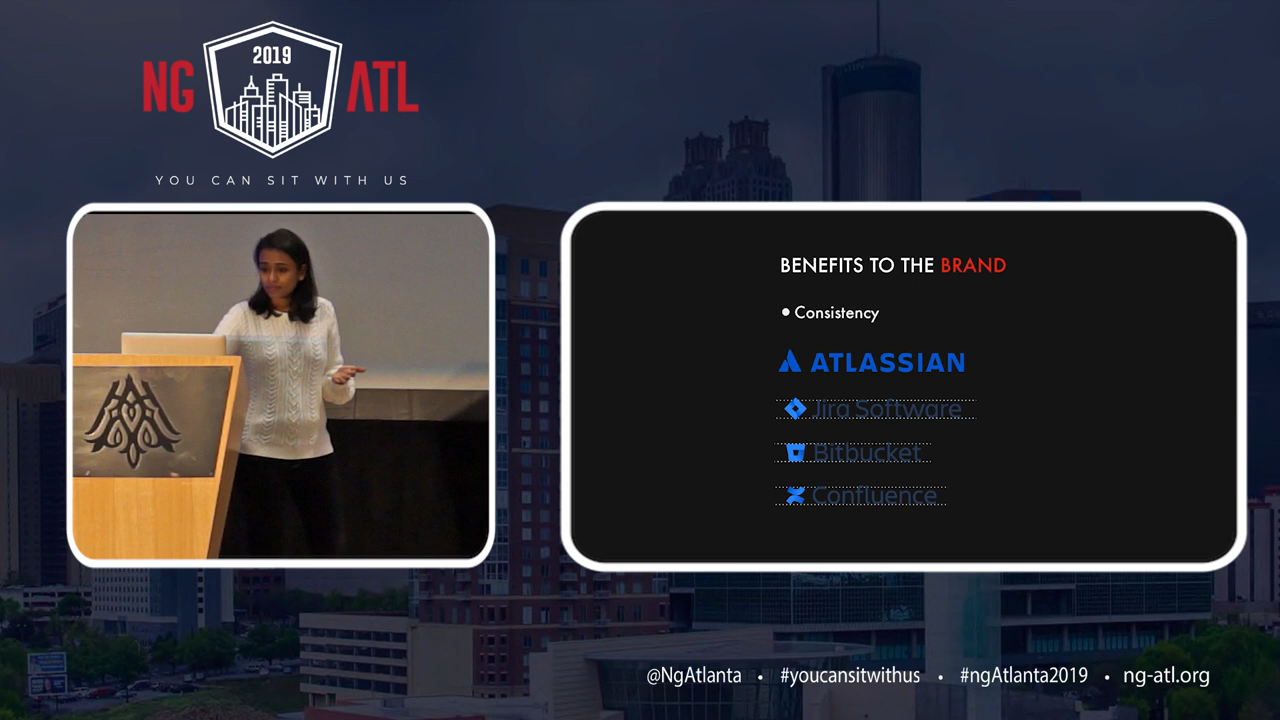 2019
NG ATL
YOU CAN SIT WITH US
BENEFITS TO THE BRAND
• Consistency
ATLASSIAN
Jira Software
Bitbucket
Confluence
@NgAtlanta • #youcansitwithus • #ngAtlanta2019 • ng-atl.org